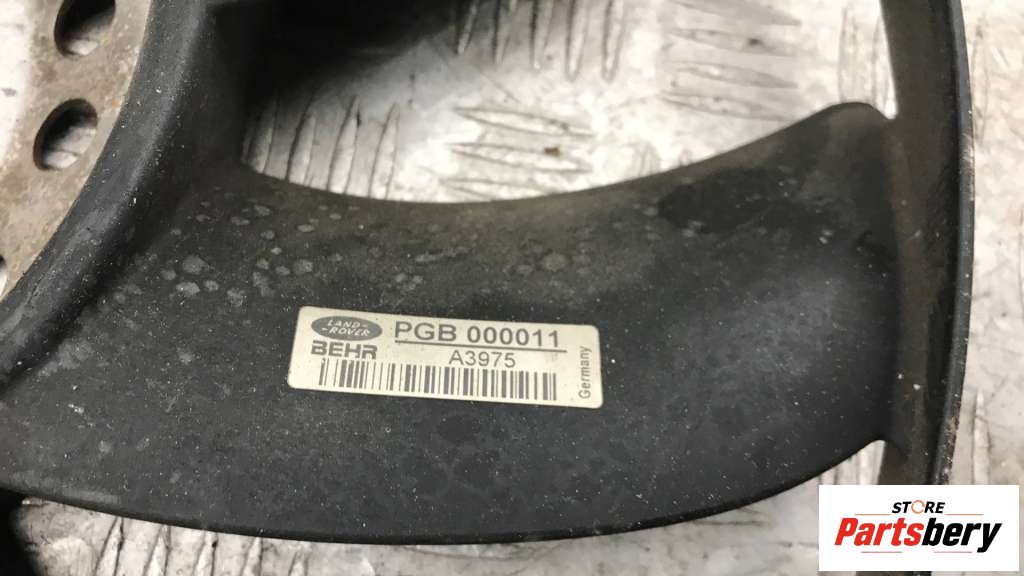 LAND-
-ROVER
BEHR
PGB 000011
A3975
Germany
STORE
Partsbery